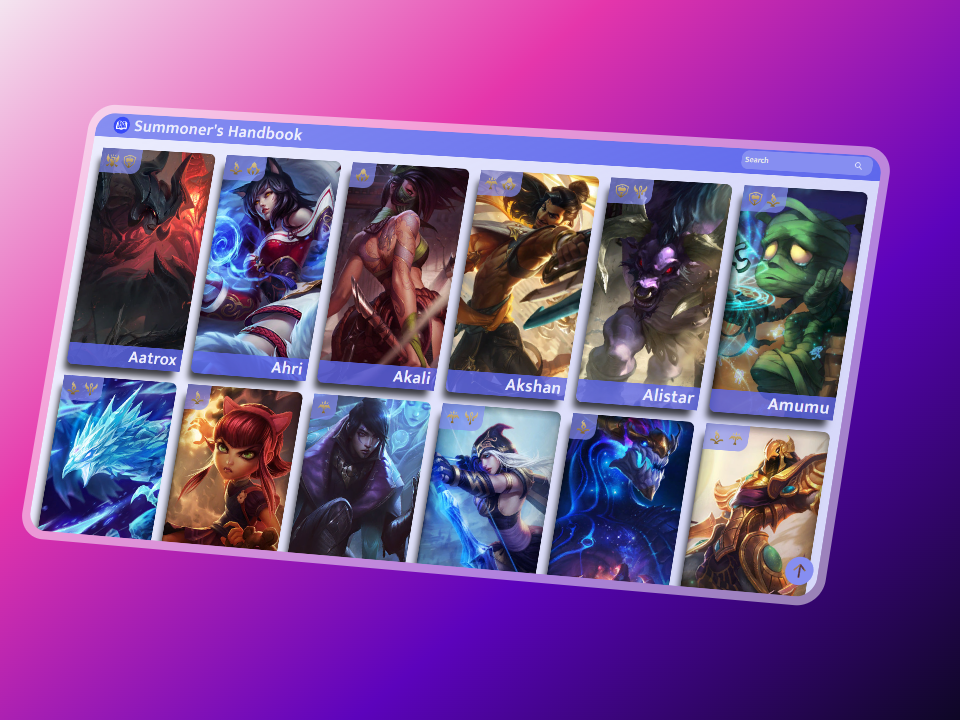 Summoner's Handbook
Search
Aatrox
Ahri
Akali
Akshan
Alistar
Amumu